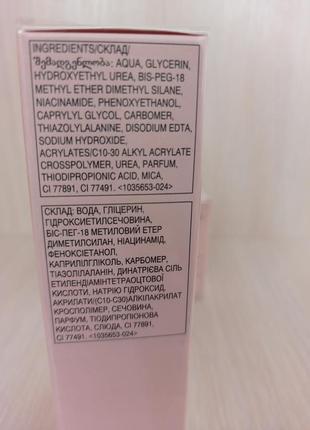 INGREDIENTS/СКЛАД/
შემადგენლობა: AQUA, GLYCERIN,
HYDROXYETHYL UREA, BIS-PEG-18
METHYL ETHER DIMETHYL SILANE,
NIACINAMIDE, PHENOXYETHANOL,
CAPRYLYL GLYCOL, CARBOMER,
THIAZOLYLALANINE, DISODIUM EDTA,
SODIUM HYDROXIDE,
ACRYLATES/C10-30 ALKYL ACRYLATE
CROSSPOLYMER, UREA, PARFUM,
THIODIPROPIONIC ACID, MICA,
CI 77891, CI 77491. <1035653-024>
СКЛАД: ВОДА, ГЛІЦЕРИН,
ГІДРОКСИЕТИЛСЕЧОВИНА,
БІС-ПЕГ-18 МЕТИЛОВИЙ ЕТЕР
ДИМЕТИЛСИЛАН, НІАЦИНАМІД,
ФЕНОКСІЕТАНОЛ,
КАПРИЛІЛГЛІКОЛЬ, КАРБОМЕР,
ТІАЗОЛІЛАЛАНІН, ДИНАТРІЄВА СІЛЬ
ЕТИЛЕНДІАМІНТЕТРАОЦТОВОЇ
КИСЛОТИ, НАТРІЮ ГІДРОКСИД,
АКРИЛАТИ/(С10-С30)АЛКІЛАКРИЛАТ
КРОСПОЛІМЕР, СЕЧОВИНА,
ПАРФУМ, ТІОДИПРОПІОНОВА
КИСЛОТА, СЛЮДА, CI 77891,
CI 77491. <1035653-024>